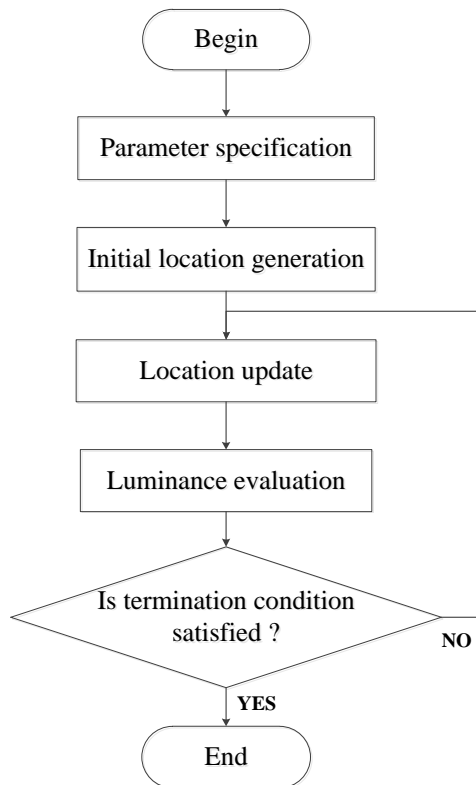 Begin
Parameter specification
Initial location generation
Location update
Luminance evaluation
Is termination condition
satisfied ?
NO
YES
End